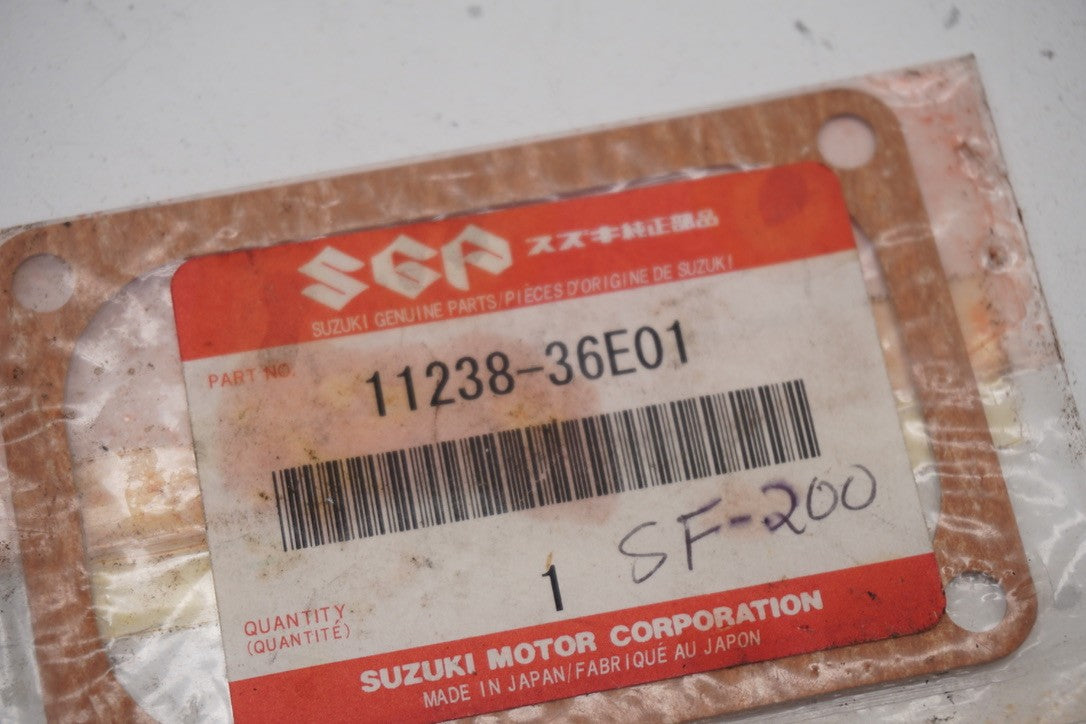 SGP スズキ純正部品
SUZUKI GENUINE PARTS/PIÈCES D'ORIGINE DE SUZUKI
PART NO.
11238-36E01
SF-200
1
QUANTITY
(QUANTITÉ)
SUZUKI MOTOR CORPORATION
MADE IN JAPAN/FABRIQUÉ AU JAPON